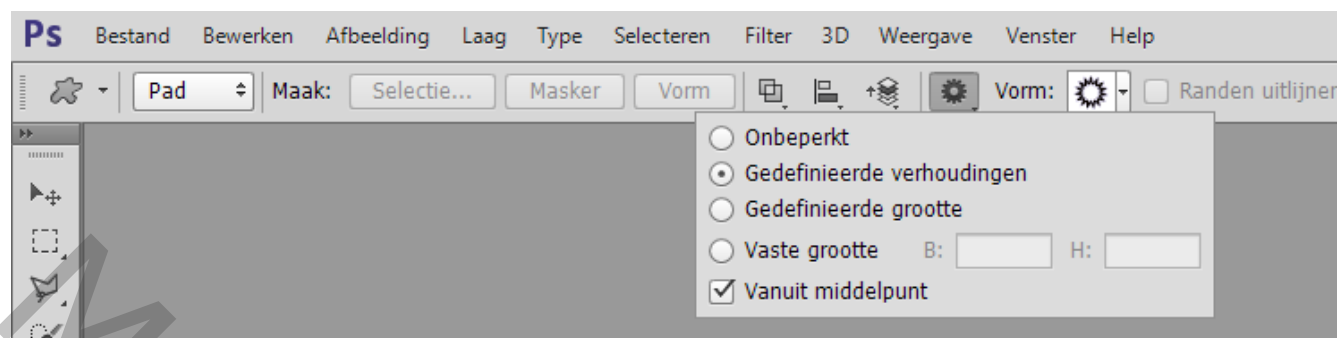 Ps Bestand Bewerken Afbeelding Laag Type Selecteren Filter 3D Weergave Venster Help
Pad Maak: Selectie... Masker Vorm Vorm: Randen uitlijnen
Onbeperkt
Gedefinieerde verhoudingen
Gedefinieerde grootte
Vaste grootte B: H:
Vanuit middelpunt